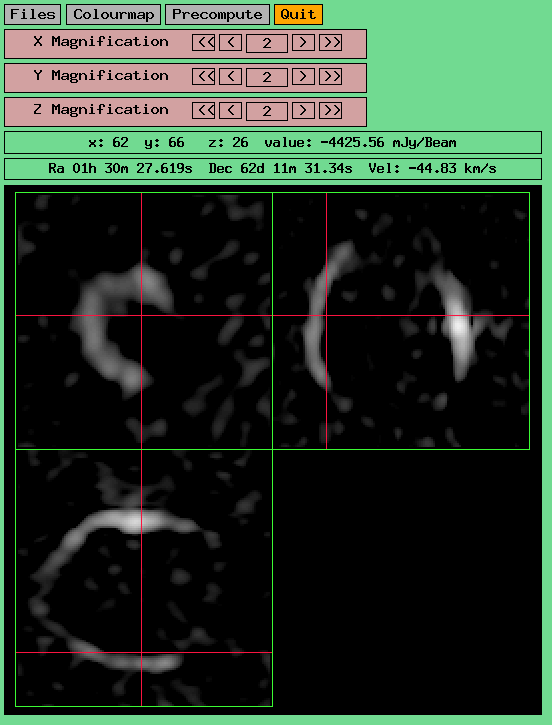 Files Colourmap Precompute Quit
X Magnification << < 2 > >>
Y Magnification << < 2 > >>
Z Magnification << < 2 > >>
x: 62 y: 66 z: 26 value: -4425.56 mJy/Beam
Ra 01h 30m 27.619s Dec 62d 11m 31.34s Vel: -44.83 km/s